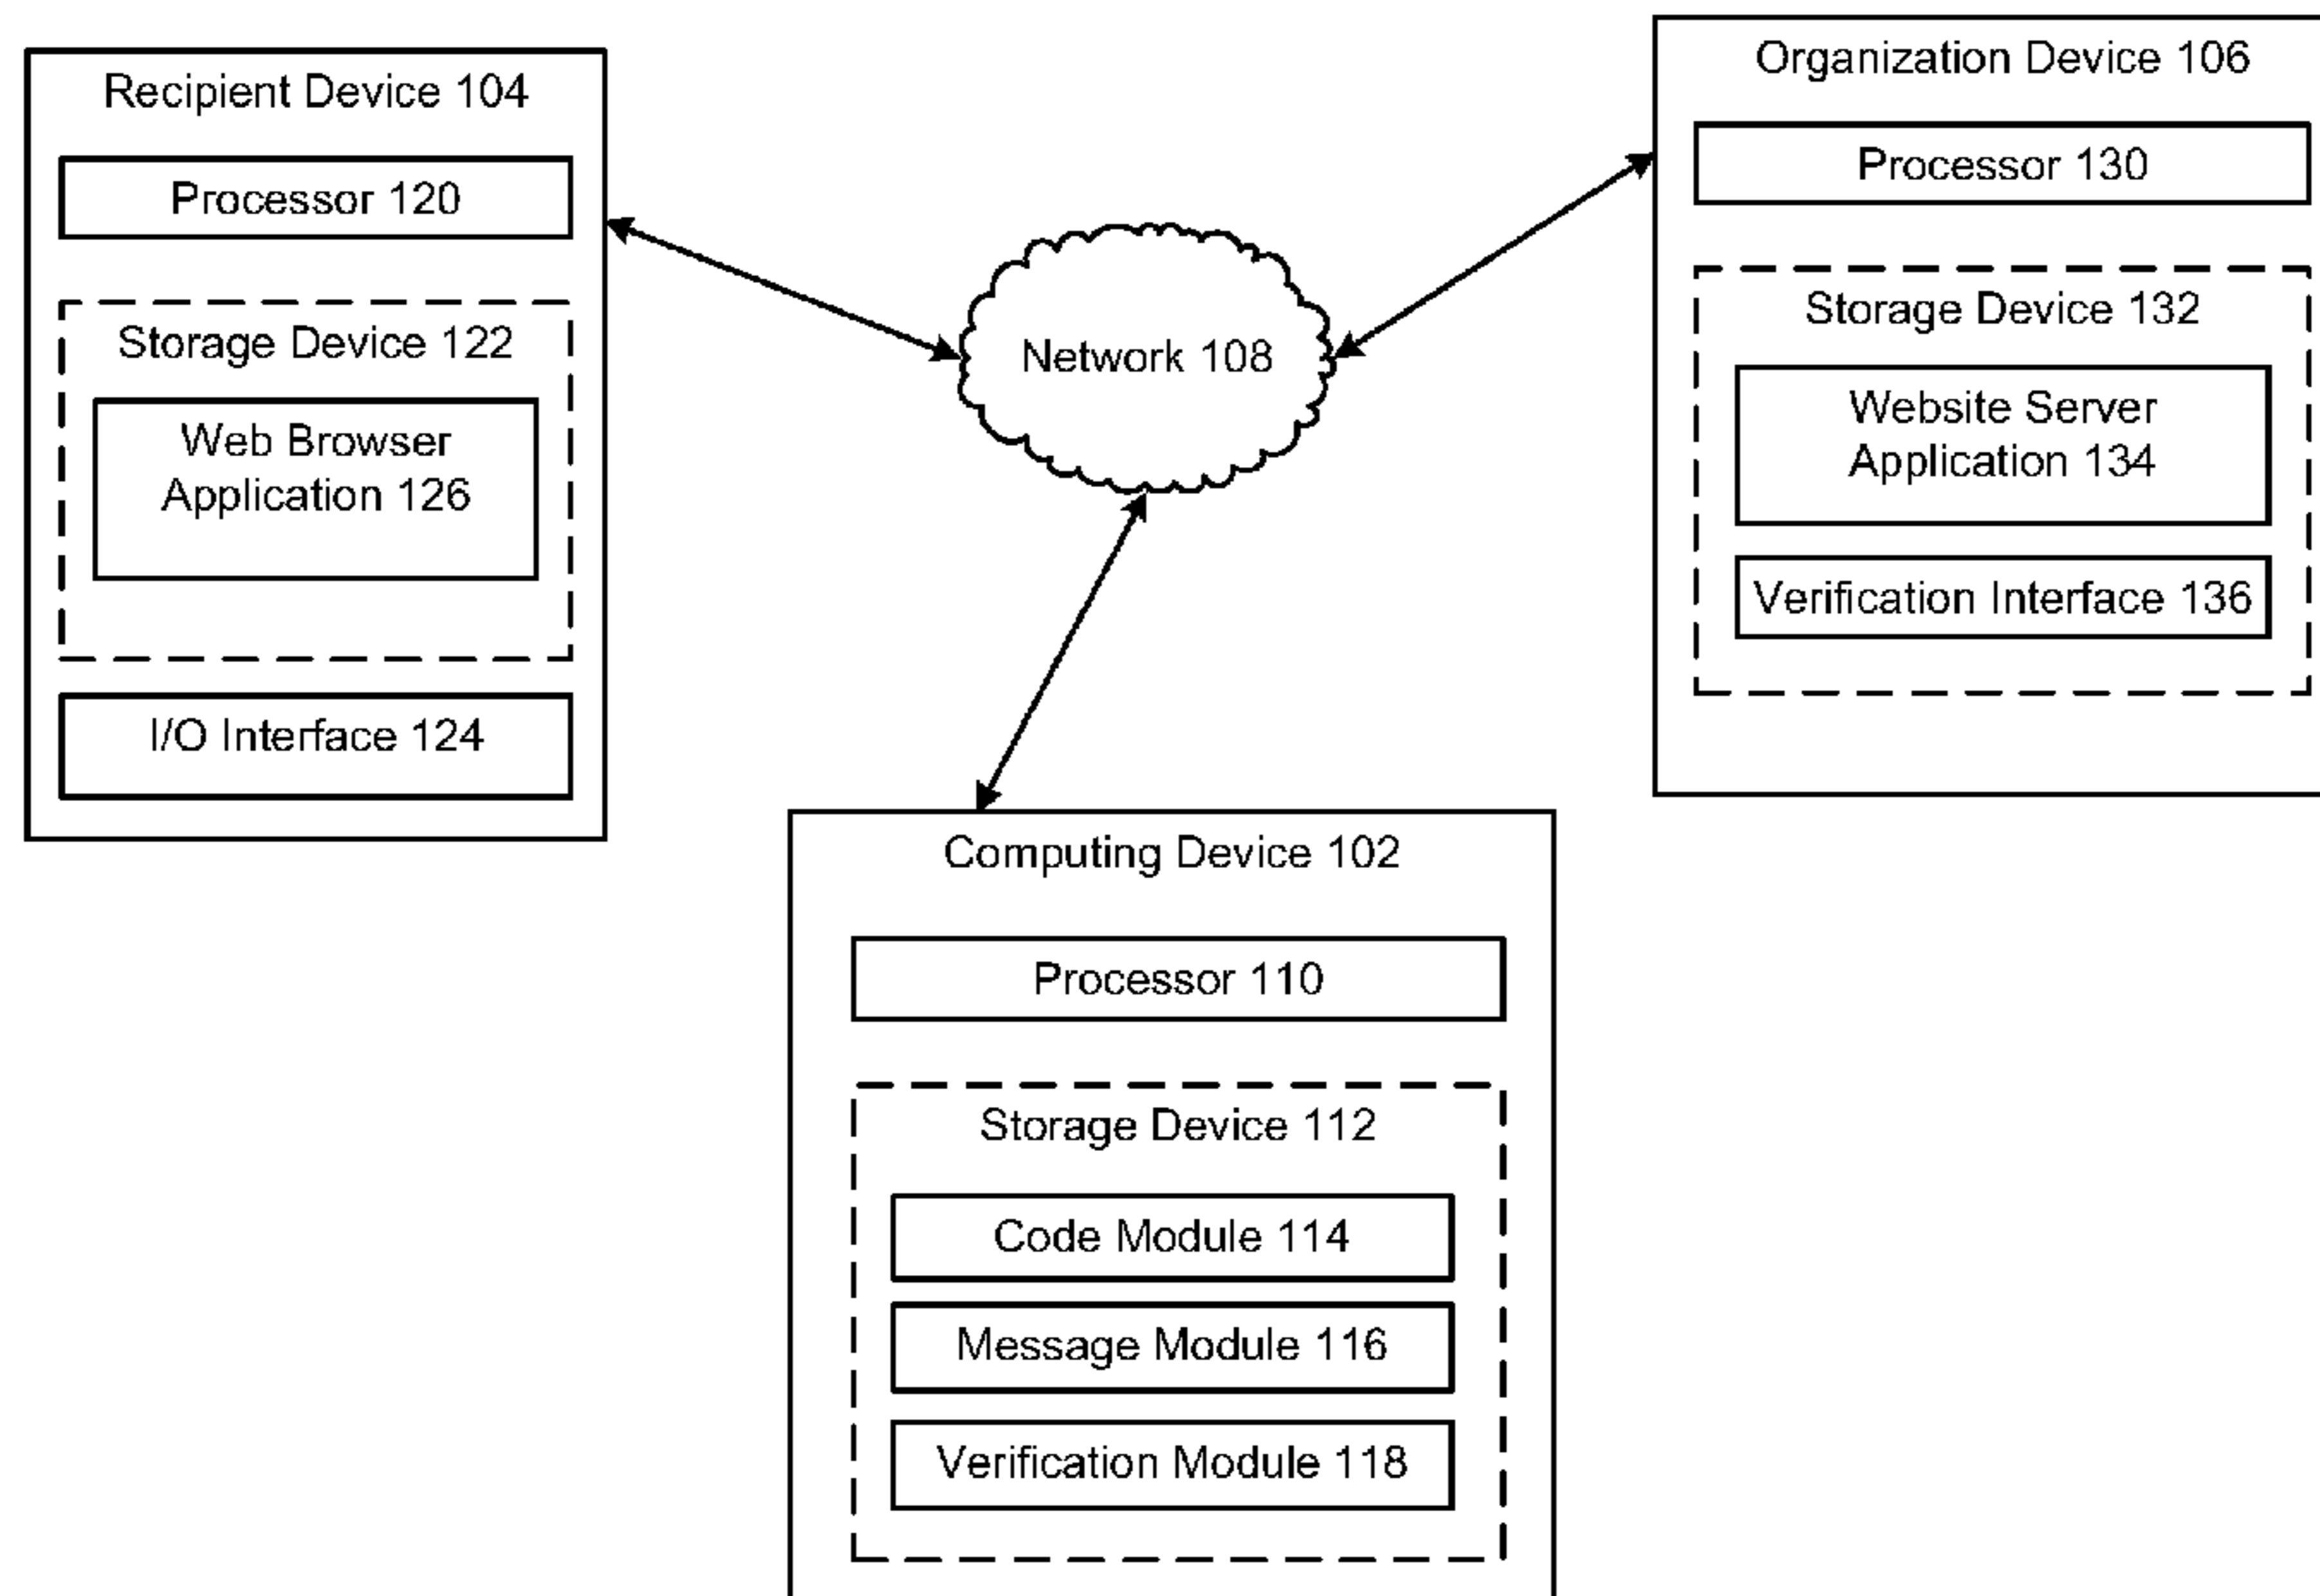 Recipient Device 104
Processor 120
Storage Device 122
Web Browser
Application 126
I/O Interface 124
Network 108
Organization Device 106
Processor 130
Storage Device 132
Website Server
Application 134
Verification Interface 136
Computing Device 102
Processor 110
Storage Device 112
Code Module 114
Message Module 116
Verification Module 118